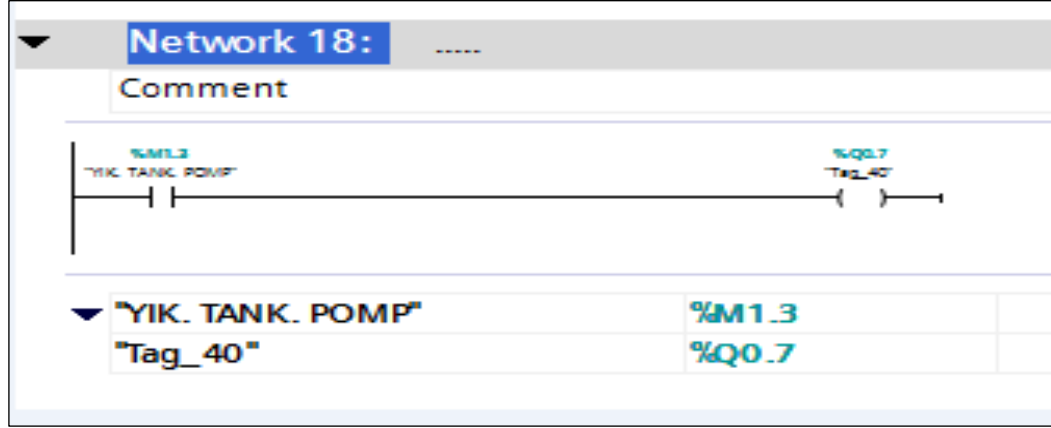 Network 18: .....
Comment
%M1.3
"YIK. TANK. POMP"
%Q0.7
"Tag_40"
"YIK. TANK. POMP" %M1.3
"Tag_40" %Q0.7